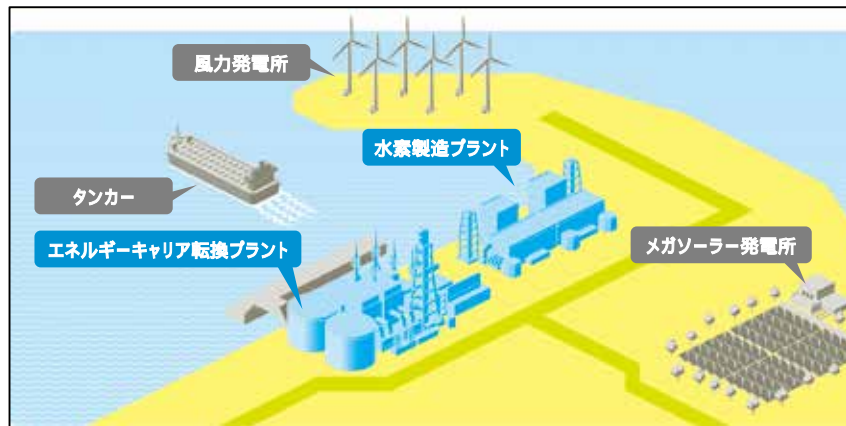 風力発電所
水素製造プラント
タンカー
エネルギーキャリア転換プラント
メガソーラー発電所